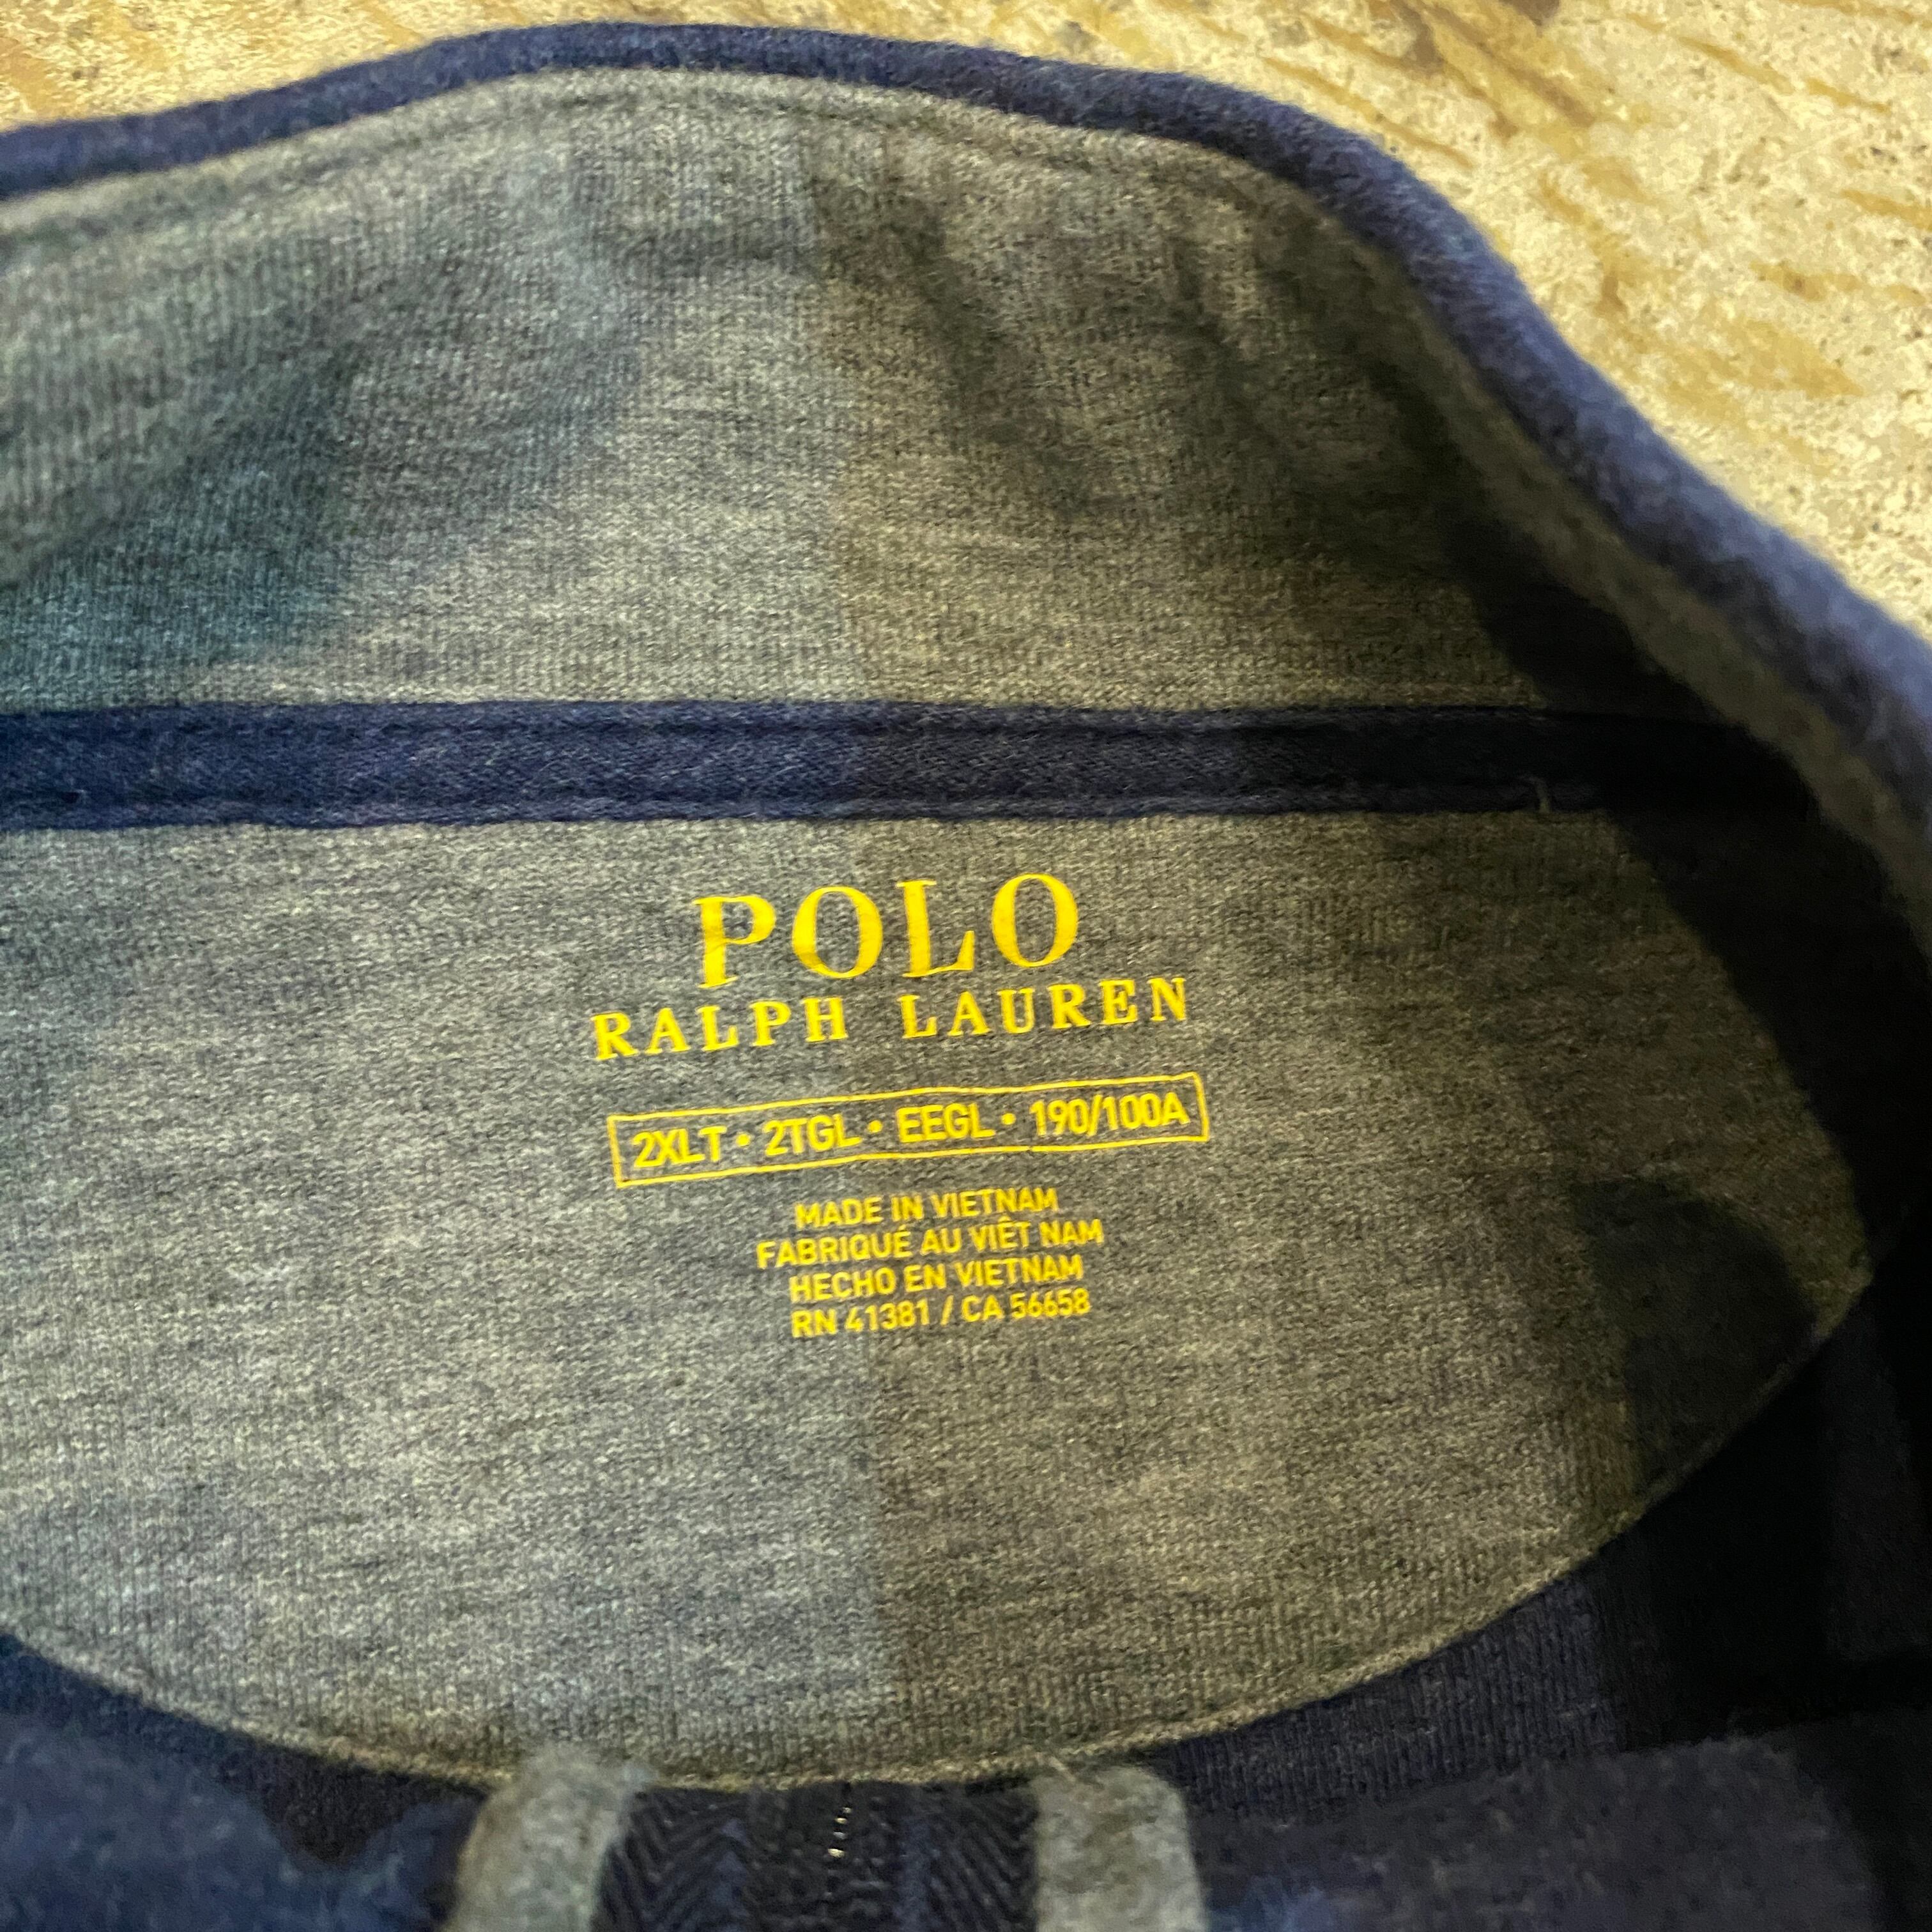 POLO
RALPH LAUREN
2XLT • 2TGL • EEGL • 190/100A
MADE IN VIETNAM
FABRIQUÉ AU VIÊT NAM
HECHO EN VIETNAM
RN 41381 / CA 56658